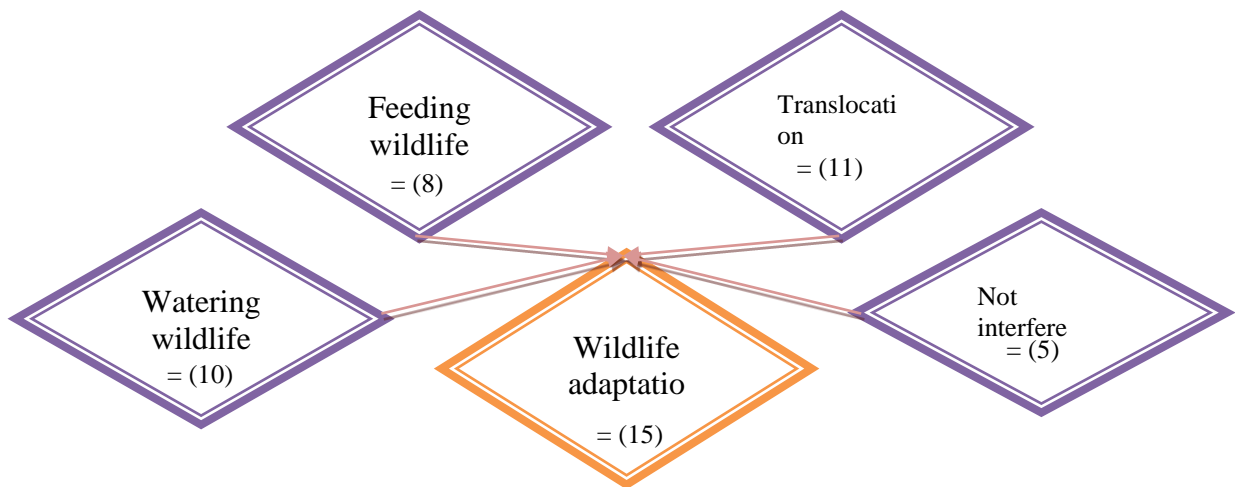 Feeding
wildlife
= (8)
Translocati
on
= (11)
Watering
wildlife
= (10)
Wildlife
adaptatio
= (15)
Not
interfere
= (5)